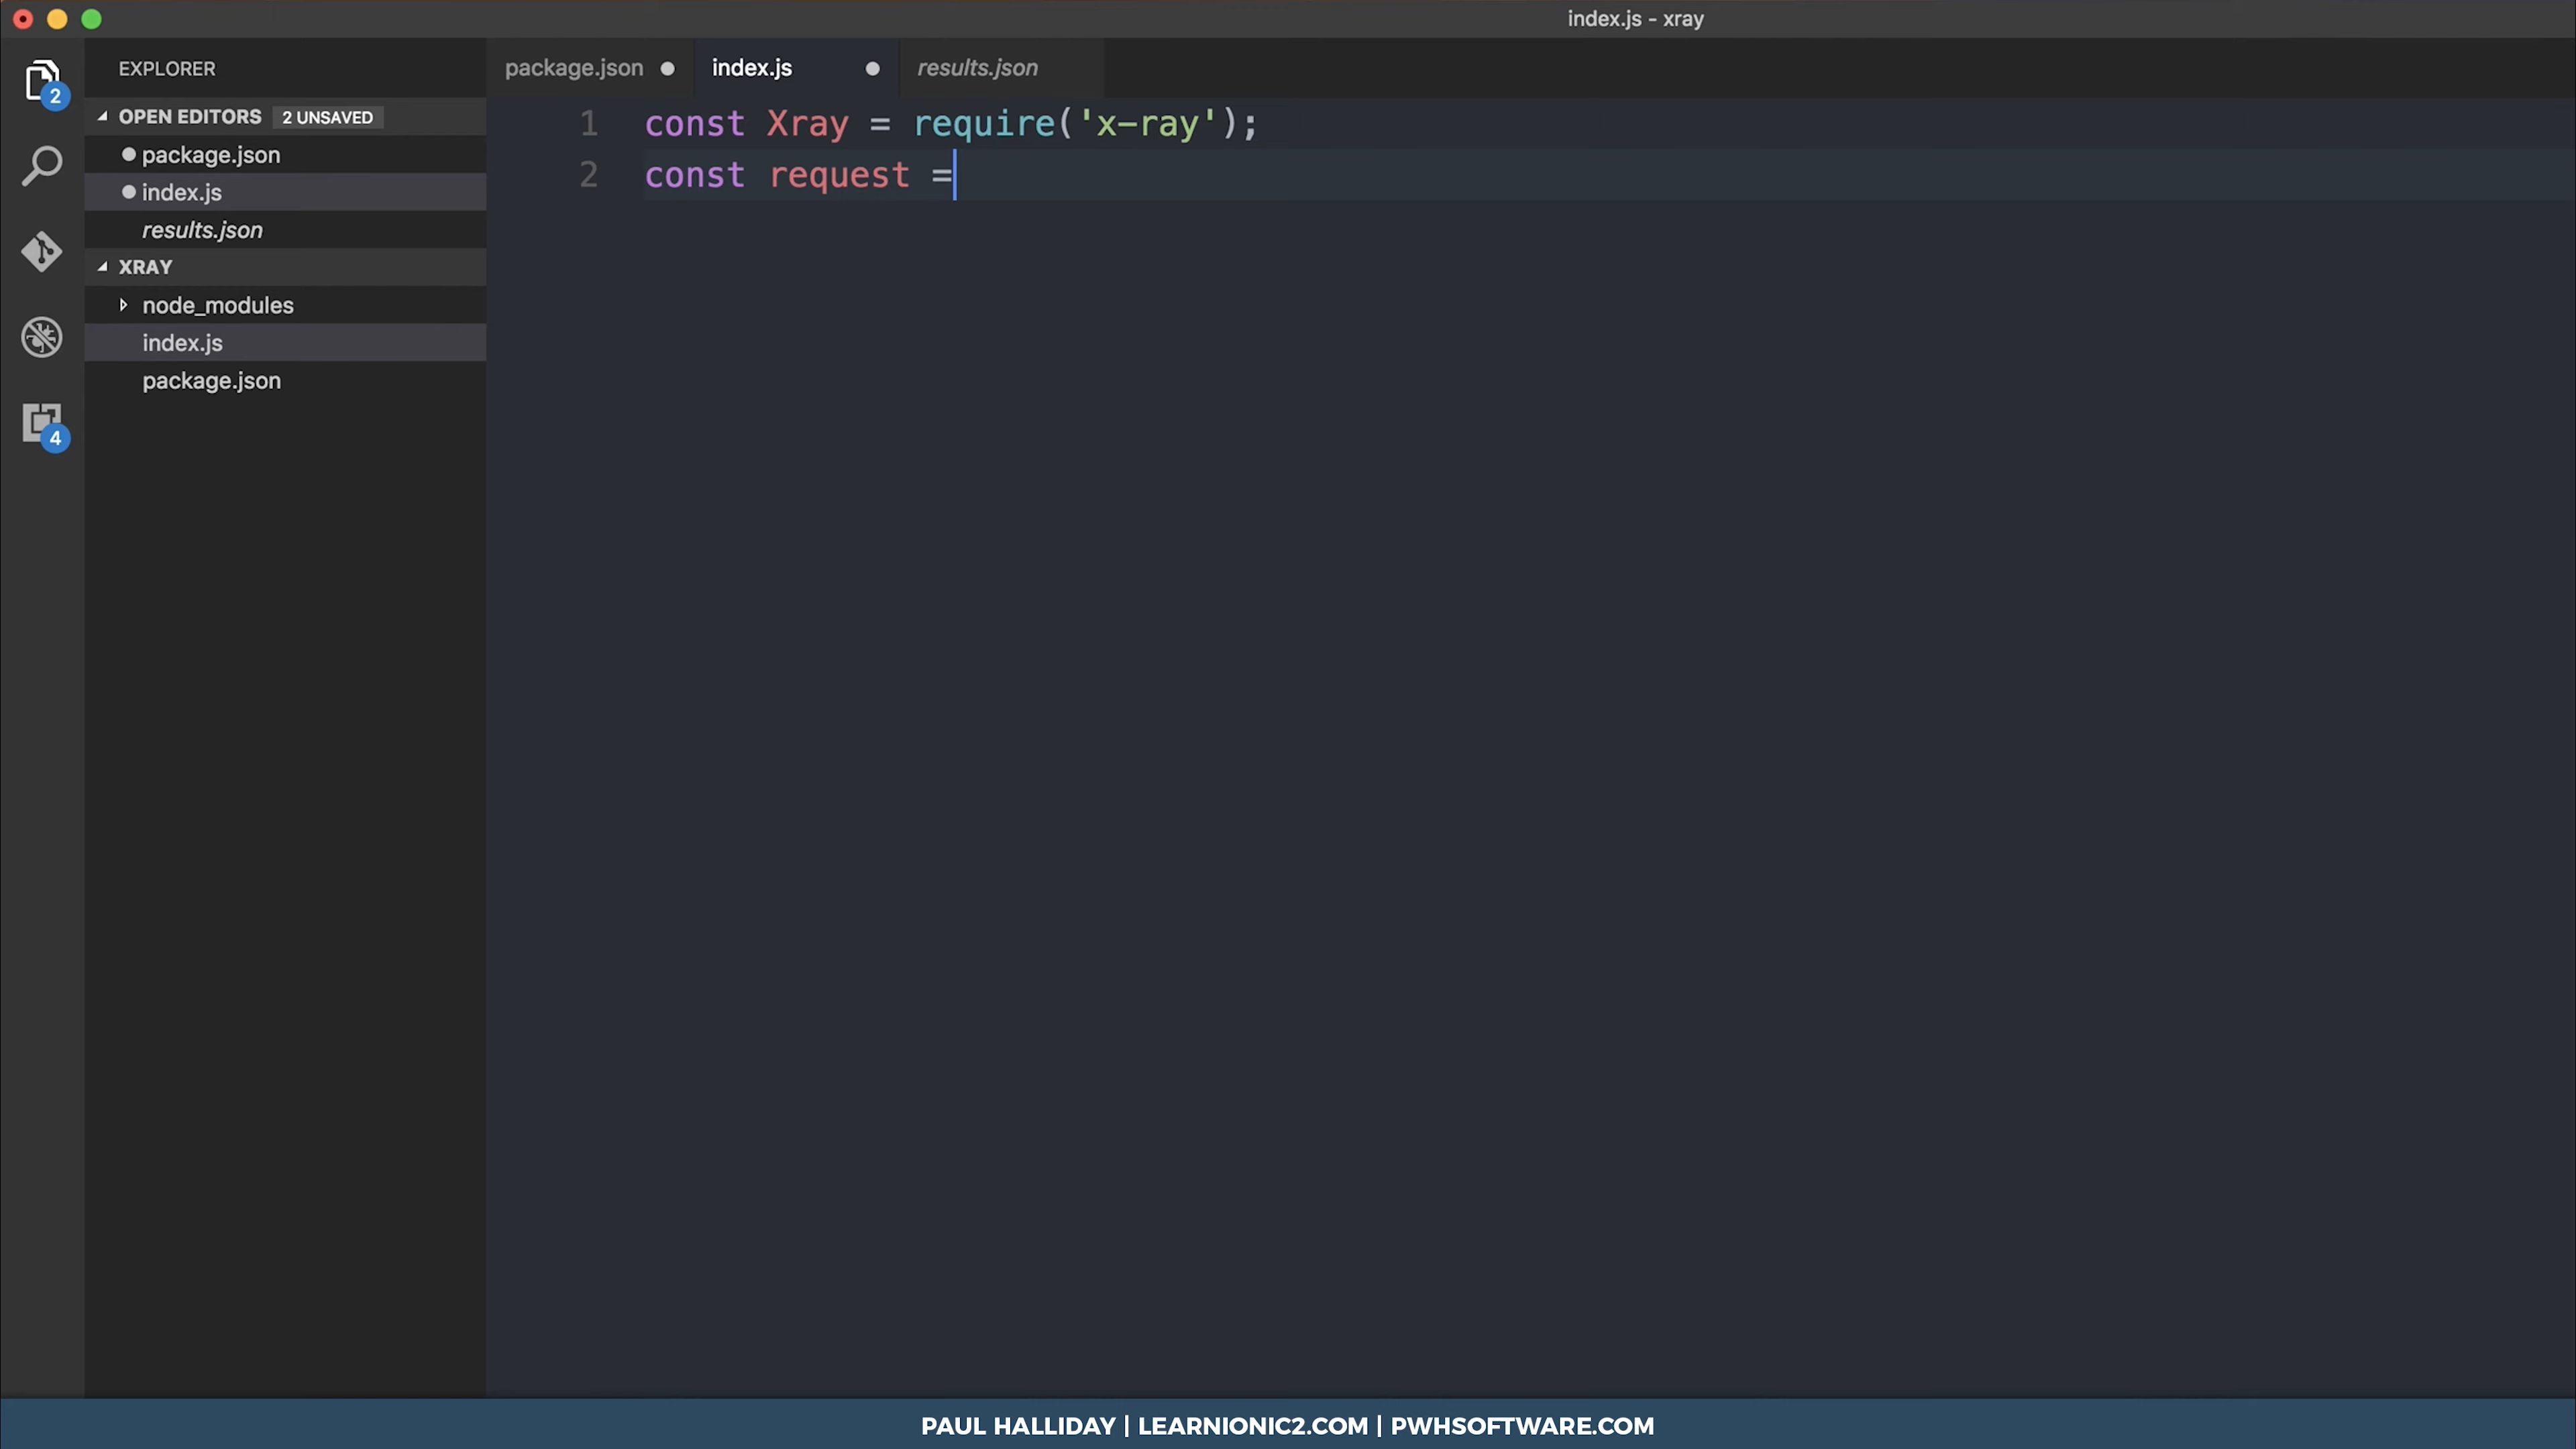 index.js - xray
EXPLORER
OPEN EDITORS 2 UNSAVED
package.json
index.js
results.json
XRAY
node_modules
index.js
package.json
2
4
package.json
index.js
results.json
1 const Xray = require('x-ray');
2 const request =
PAUL HALLIDAY | LEARNIONIC2.COM | PWHSOFTWARE.COM